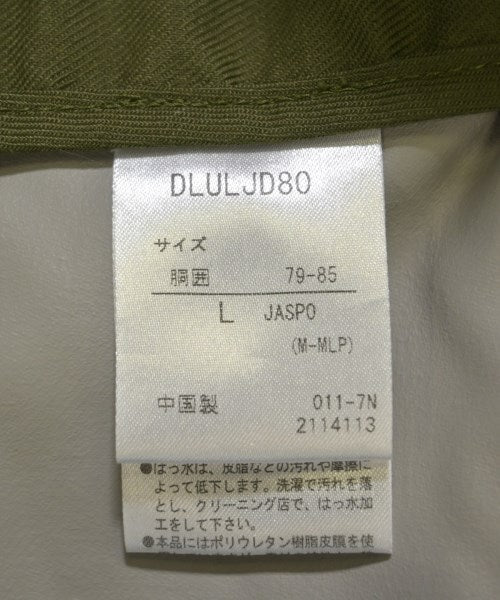 DLULJD80
サイズ
胴囲 79-85
L JASPO
(M-MLP)
中国製 011-7N
2114113
●はっ水は、皮脂などの汚れや摩擦に
よって低下します。洗濯で汚れを落
とし、クリーニング店で、はっ水加
工をして下さい。
●本品にはポリウレタン樹脂皮膜を使